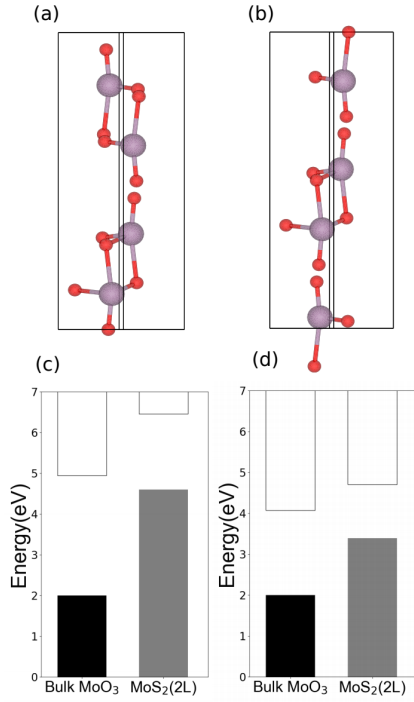 (a)
(b)
(c)
(d)
7
6
5
4
3
2
1
0
Energy(eV)
Bulk MoO₃
MoS₂(2L)
7
6
5
4
3
2
1
0
Energy(eV)
Bulk MoO₃
MoS₂(2L)